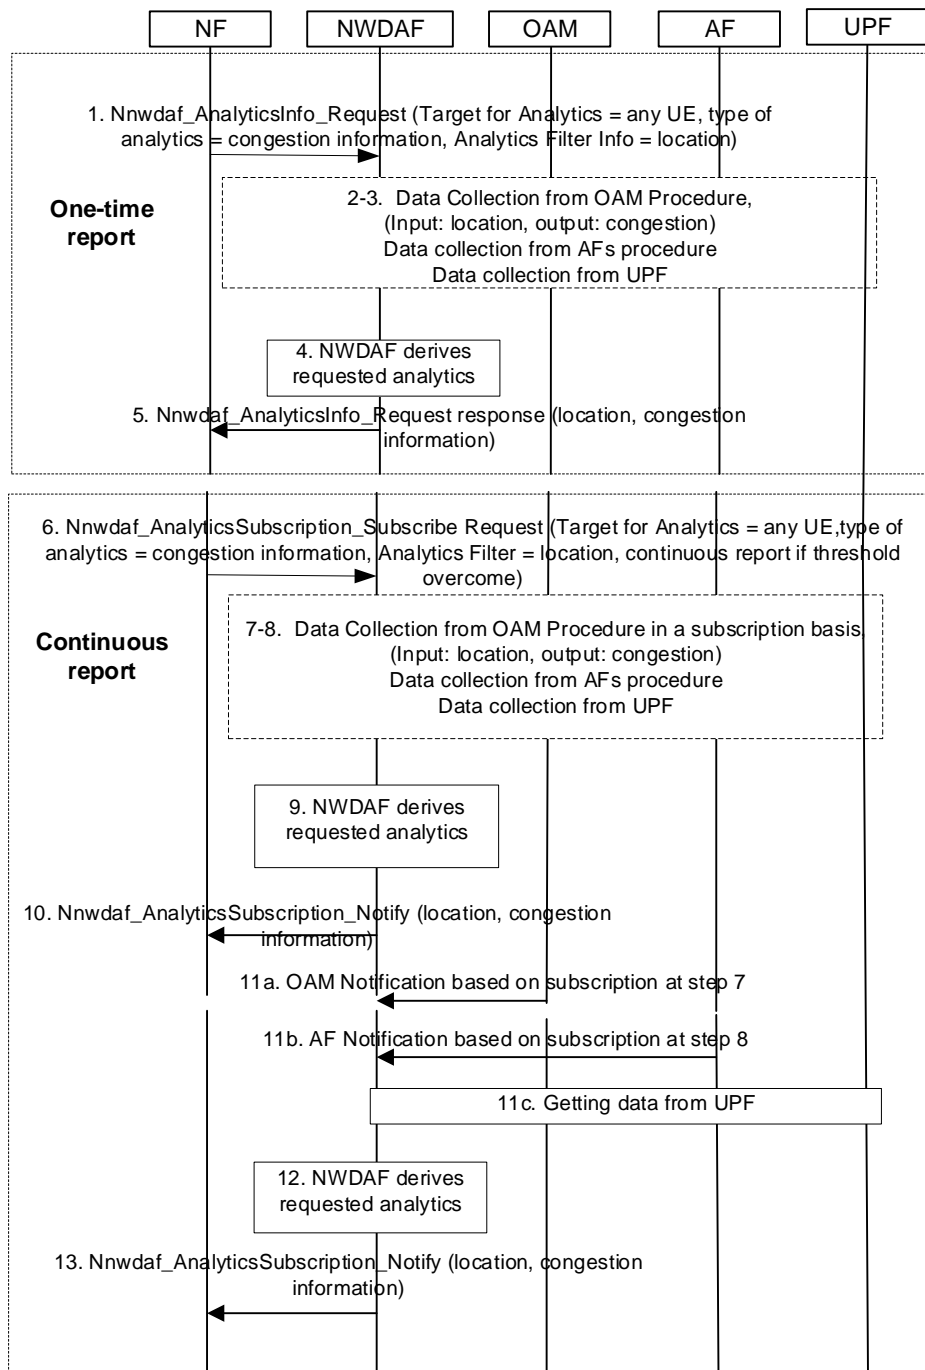 NF
NWDAF
OAM
AF
UPF
1. Nnwdaf_AnalyticsInfo_Request (Target for Analytics = any UE, type of
analytics = congestion information, Analytics Filter Info = location)
One-time
report
2-3.  Data Collection from OAM Procedure,
(Input: location, output: congestion)
Data collection from AFs procedure
Data collection from UPF
4. NWDAF derives
requested analytics
5. Nnwdaf_AnalyticsInfo_Request response (location, congestion
information)
6. Nnwdaf_AnalyticsSubscription_Subscribe Request (Target for Analytics = any UE,type of
analytics = congestion information, Analytics Filter = location, continuous report if threshold
overcome)
Continuous
report
7-8.  Data Collection from OAM Procedure in a subscription basis,
(Input: location, output: congestion)
Data collection from AFs procedure
Data collection from UPF
9. NWDAF derives
requested analytics
10. Nnwdaf_AnalyticsSubscription_Notify (location, congestion
information)
11a. OAM Notification based on subscription at step 7
11b. AF Notification based on subscription at step 8
11c. Getting data from UPF
12. NWDAF derives
requested analytics
13. Nnwdaf_AnalyticsSubscription_Notify (location, congestion
information)